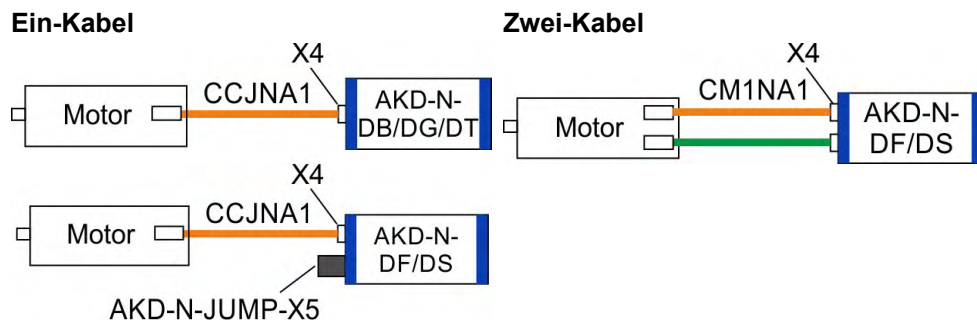 Ein-Kabel
X4
CCJNA1
Motor
AKD-N-
DB/DG/DT
X4
CCJNA1
Motor
AKD-N-
DF/DS
AKD-N-JUMP-X5
Zwei-Kabel
X4
CM1NA1
Motor
AKD-N-
DF/DS